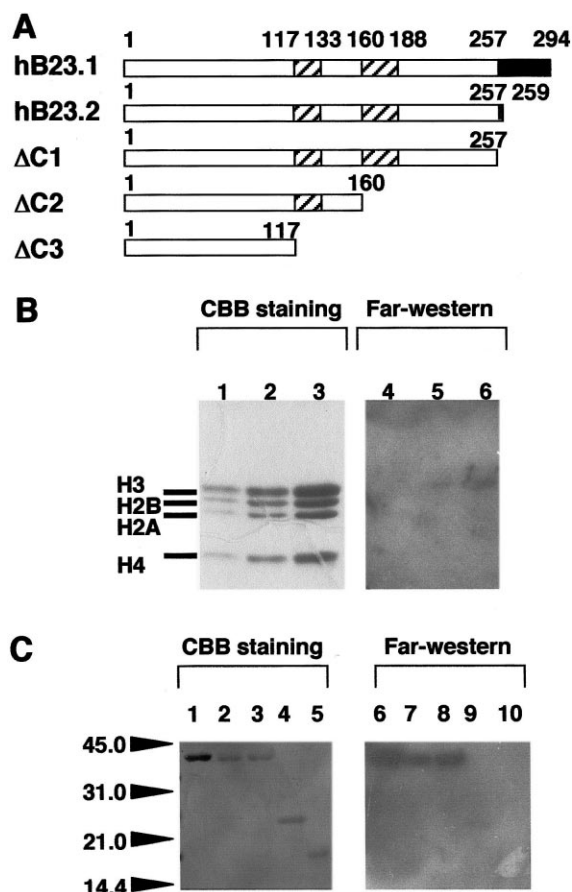 A
1 117 133 160 188 257 294
hB23.1
1 257 259
hB23.2
1 257
ΔC1
1 160
ΔC2
1 117
ΔC3
B
CBB staining Far-western
1 2 3 4 5 6
H3
H2B
H2A
H4
C
CBB staining Far-western
1 2 3 4 5 6 7 8 9 10
45.0
31.0
21.0
14.4